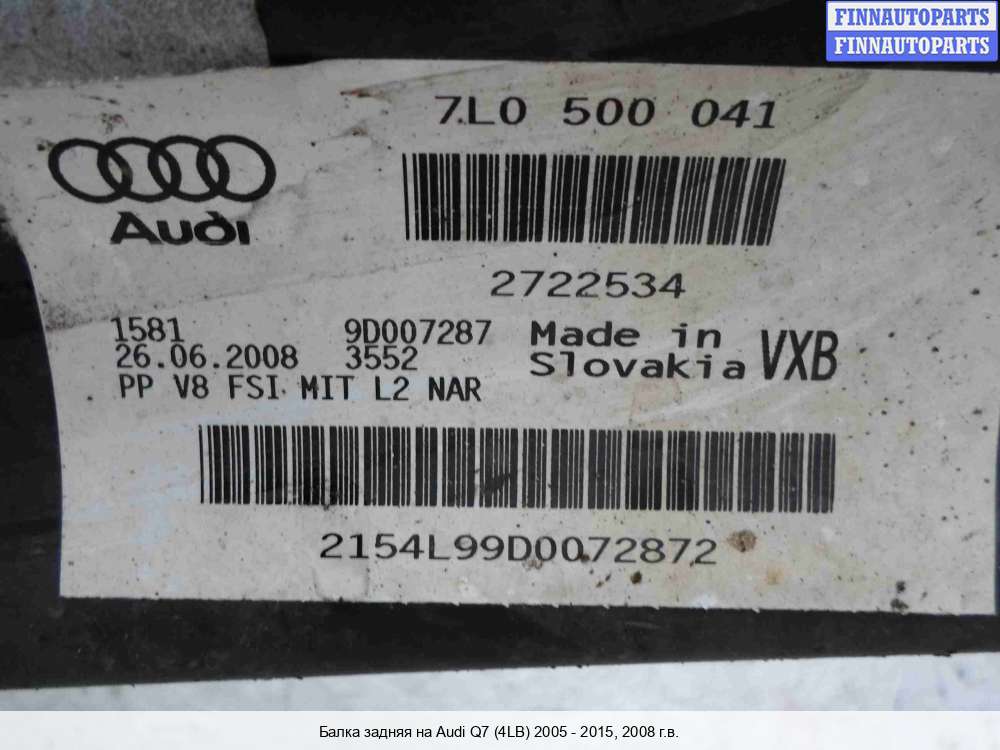 FINNAUTOPARTS
FINNAUTOPARTS
7L0 500 041
Audi
2722534
1581 9D007287 Made in VXB
26.06.2008 3552 Slovakia
PP V8 FSI MIT L2 NAR
2154L99D0072872
Балка задняя на Audi Q7 (4LB) 2005 - 2015, 2008 г.в.